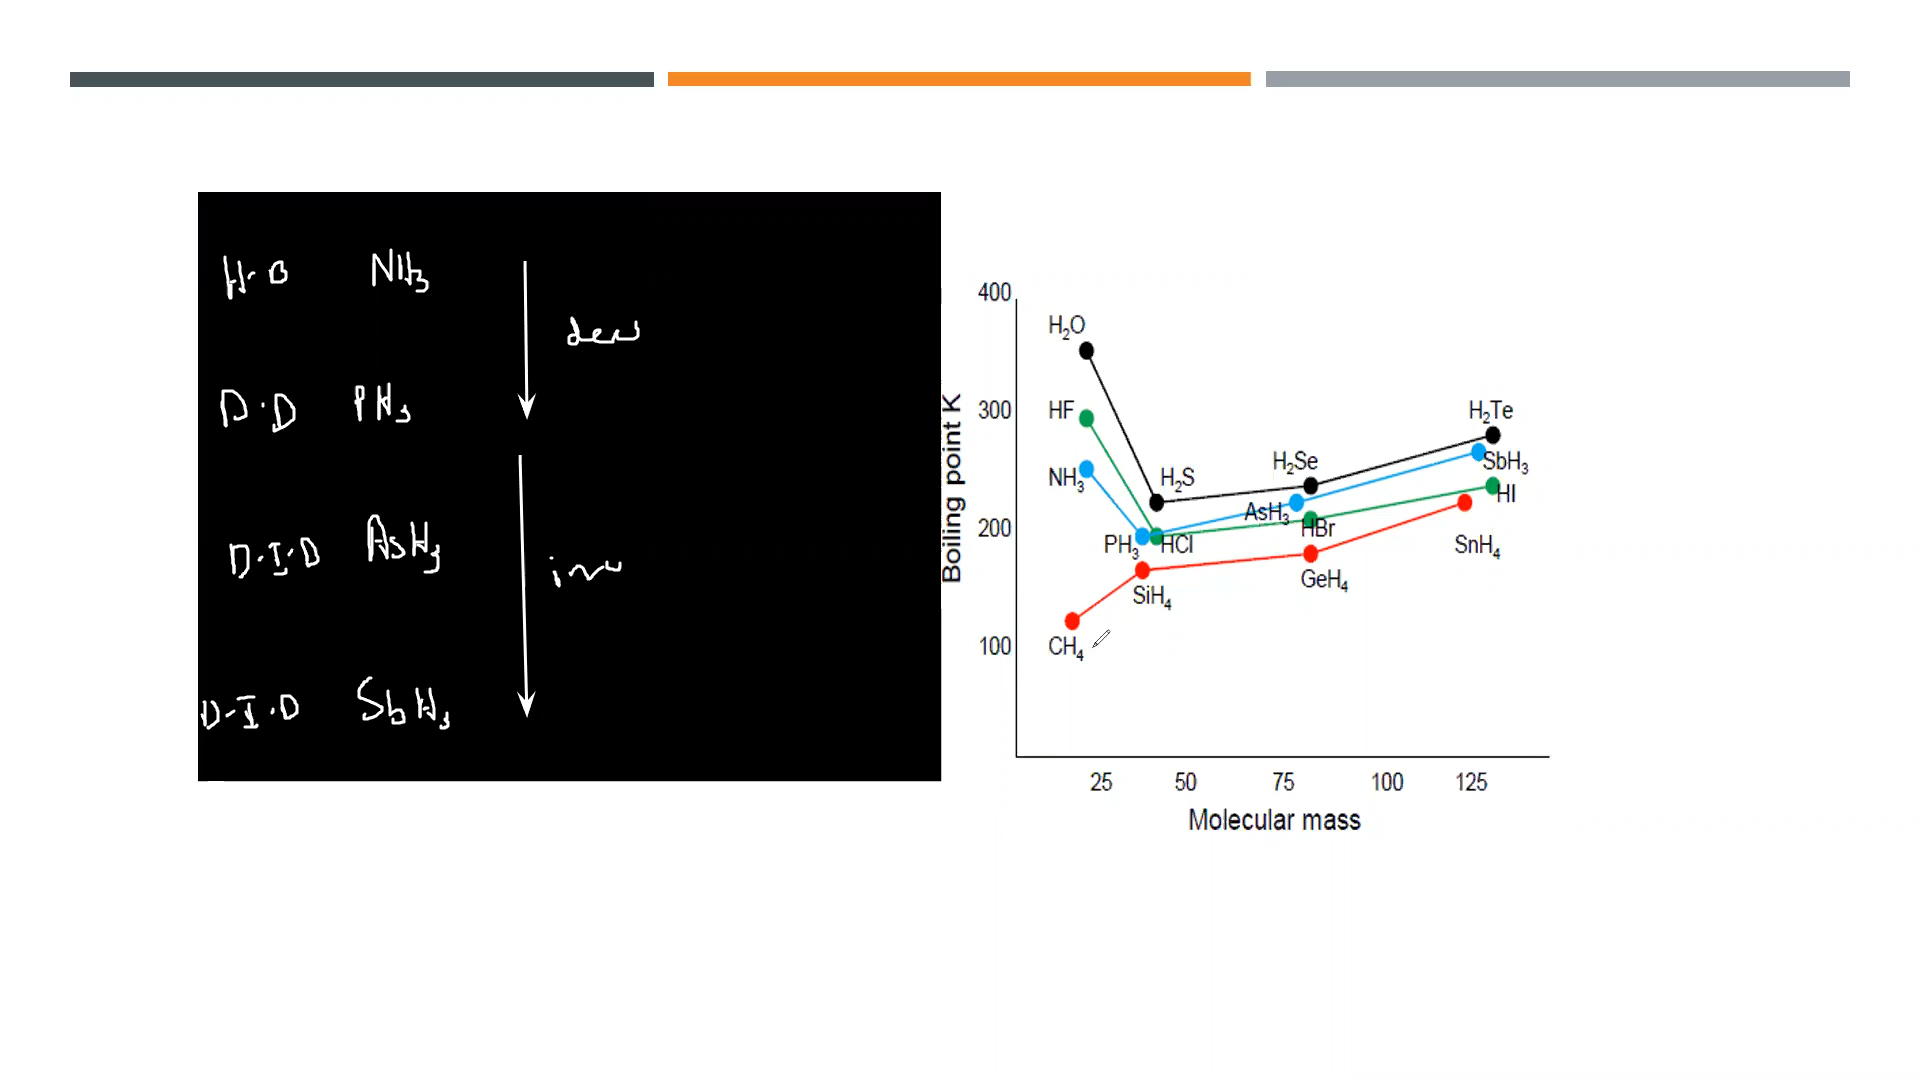 H-B NH₃
dew
D.D PH₃
D.I.D AsH₃
inc
D-I.D SbH₃
400
H₂O
HF
300
H₂Te
NH₃
H₂S
H₂Se
SbH₃
HI
AsH₃
HBr
200
PH₃
HCl
SnH₄
SiH₄
GeH₄
100
CH₄
Boiling point K
25 50 75 100 125
Molecular mass